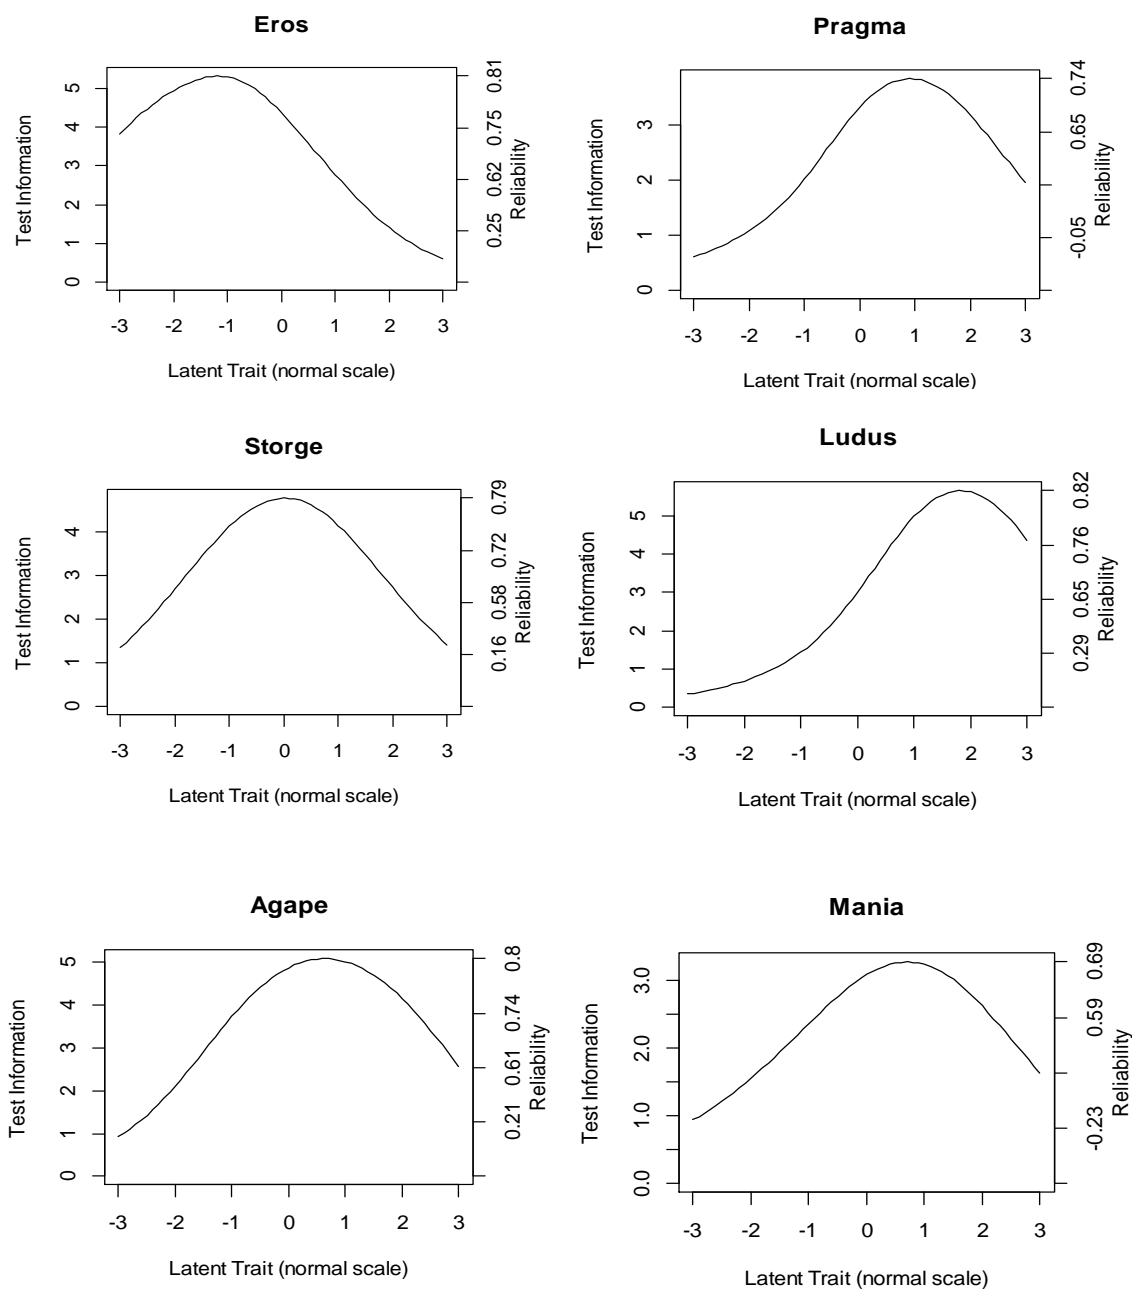 Eros
Test Information
0 1 2 3 4 5
0.25 0.62 0.75 0.81
Reliability
-3 -2 -1 0 1 2 3
Latent Trait (normal scale)
Pragma
Test Information
0 1 2 3
-0.05 0.65 0.74
Reliability
-3 -2 -1 0 1 2 3
Latent Trait (normal scale)
Storge
Test Information
0 1 2 3 4
0.16 0.58 0.72 0.79
Reliability
-3 -2 -1 0 1 2 3
Latent Trait (normal scale)
Ludus
Test Information
0 1 2 3 4 5
0.29 0.65 0.76 0.82
Reliability
-3 -2 -1 0 1 2 3
Latent Trait (normal scale)
Agape
Test Information
0 1 2 3 4 5
0.21 0.61 0.74 0.8
Reliability
-3 -2 -1 0 1 2 3
Latent Trait (normal scale)
Mania
Test Information
0.0 1.0 2.0 3.0
-0.23 0.59 0.69
Reliability
-3 -2 -1 0 1 2 3
Latent Trait (normal scale)